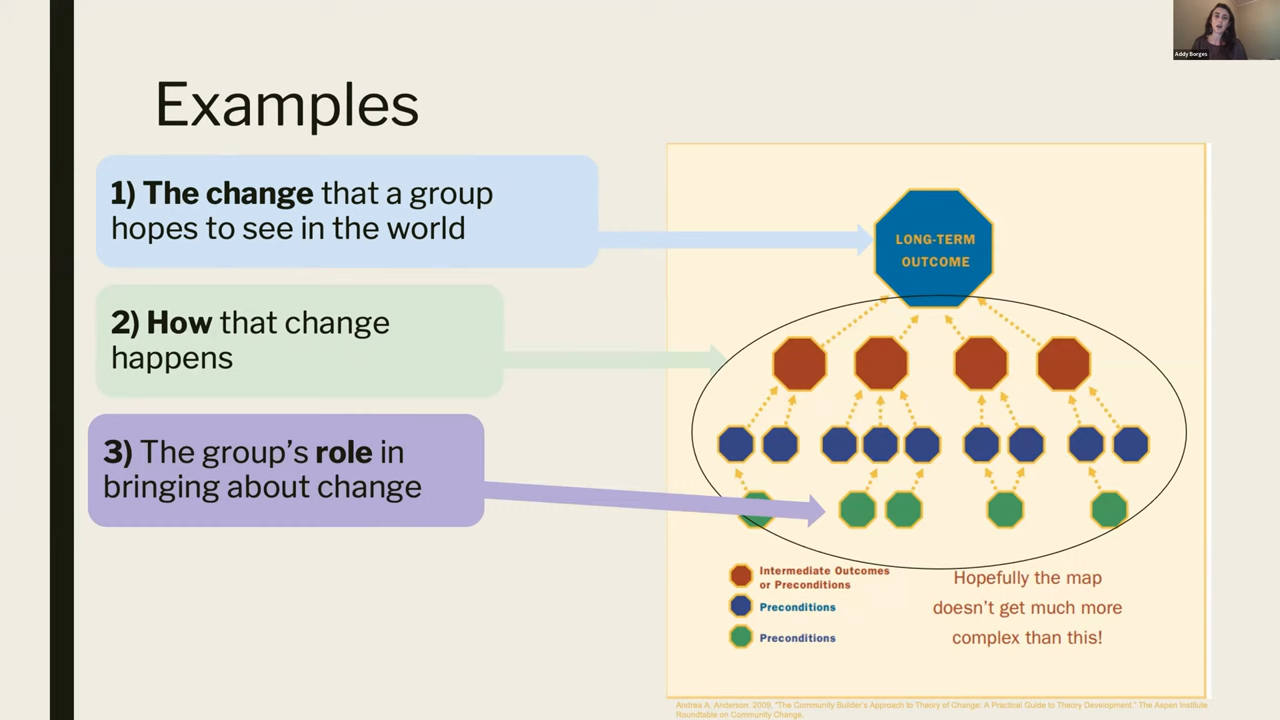 Addy Borges
Examples
1) The change that a group
hopes to see in the world
2) How that change
happens
3) The group’s role in
bringing about change
LONG-TERM
OUTCOME
Intermediate Outcomes
or Preconditions
Preconditions
Preconditions
Hopefully the map
doesn’t get much more
complex than this!
Andrea A. Anderson. 2009, "The Community Builder's Approach to Theory of Change: A Practical Guide to Theory Development." The Aspen Institute
Roundtable on Community Change.